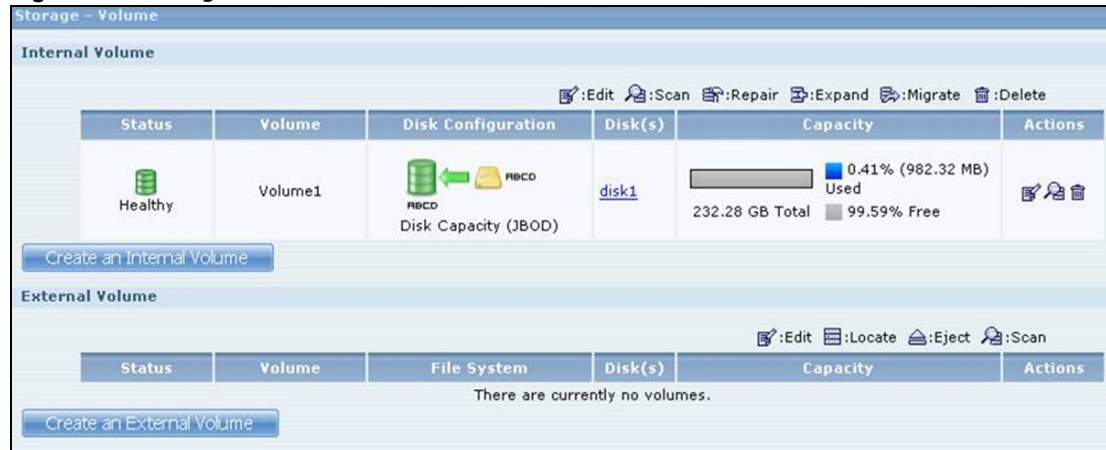 Storage - Volume
Internal Volume
:Edit :Scan :Repair :Expand :Migrate :Delete
Status Volume Disk Configuration Disk(s) Capacity Actions
Healthy
Volume1
ABCD
ABCD
Disk Capacity (JBOD)
disk1
0.41% (982.32 MB)
Used
232.28 GB Total 99.59% Free
Create an Internal Volume
External Volume
:Edit :Locate :Eject :Scan
Status Volume File System Disk(s) Capacity Actions
There are currently no volumes.
Create an External Volume